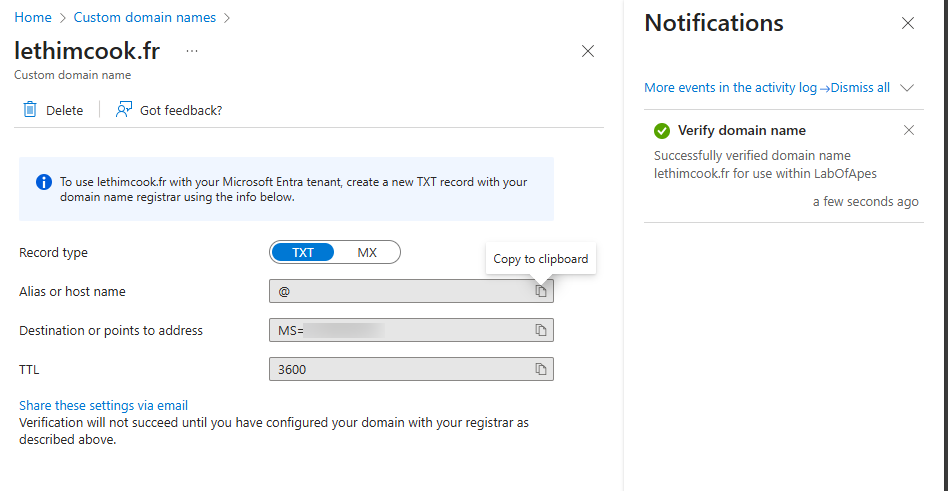 Home > Custom domain names >
lethimcook.fr ...
Custom domain name
Delete
Got feedback?
To use lethimcook.fr with your Microsoft Entra tenant, create a new TXT record with your
domain name registrar using the info below.
Record type
TXT MX
Copy to clipboard
Alias or host name
@
Destination or points to address
MS=
TTL
3600
Share these settings via email
Verification will not succeed until you have configured your domain with your registrar as
described above.
Notifications
More events in the activity log → Dismiss all
Verify domain name
Successfully verified domain name
lethimcook.fr for use within LabOfApes
a few seconds ago